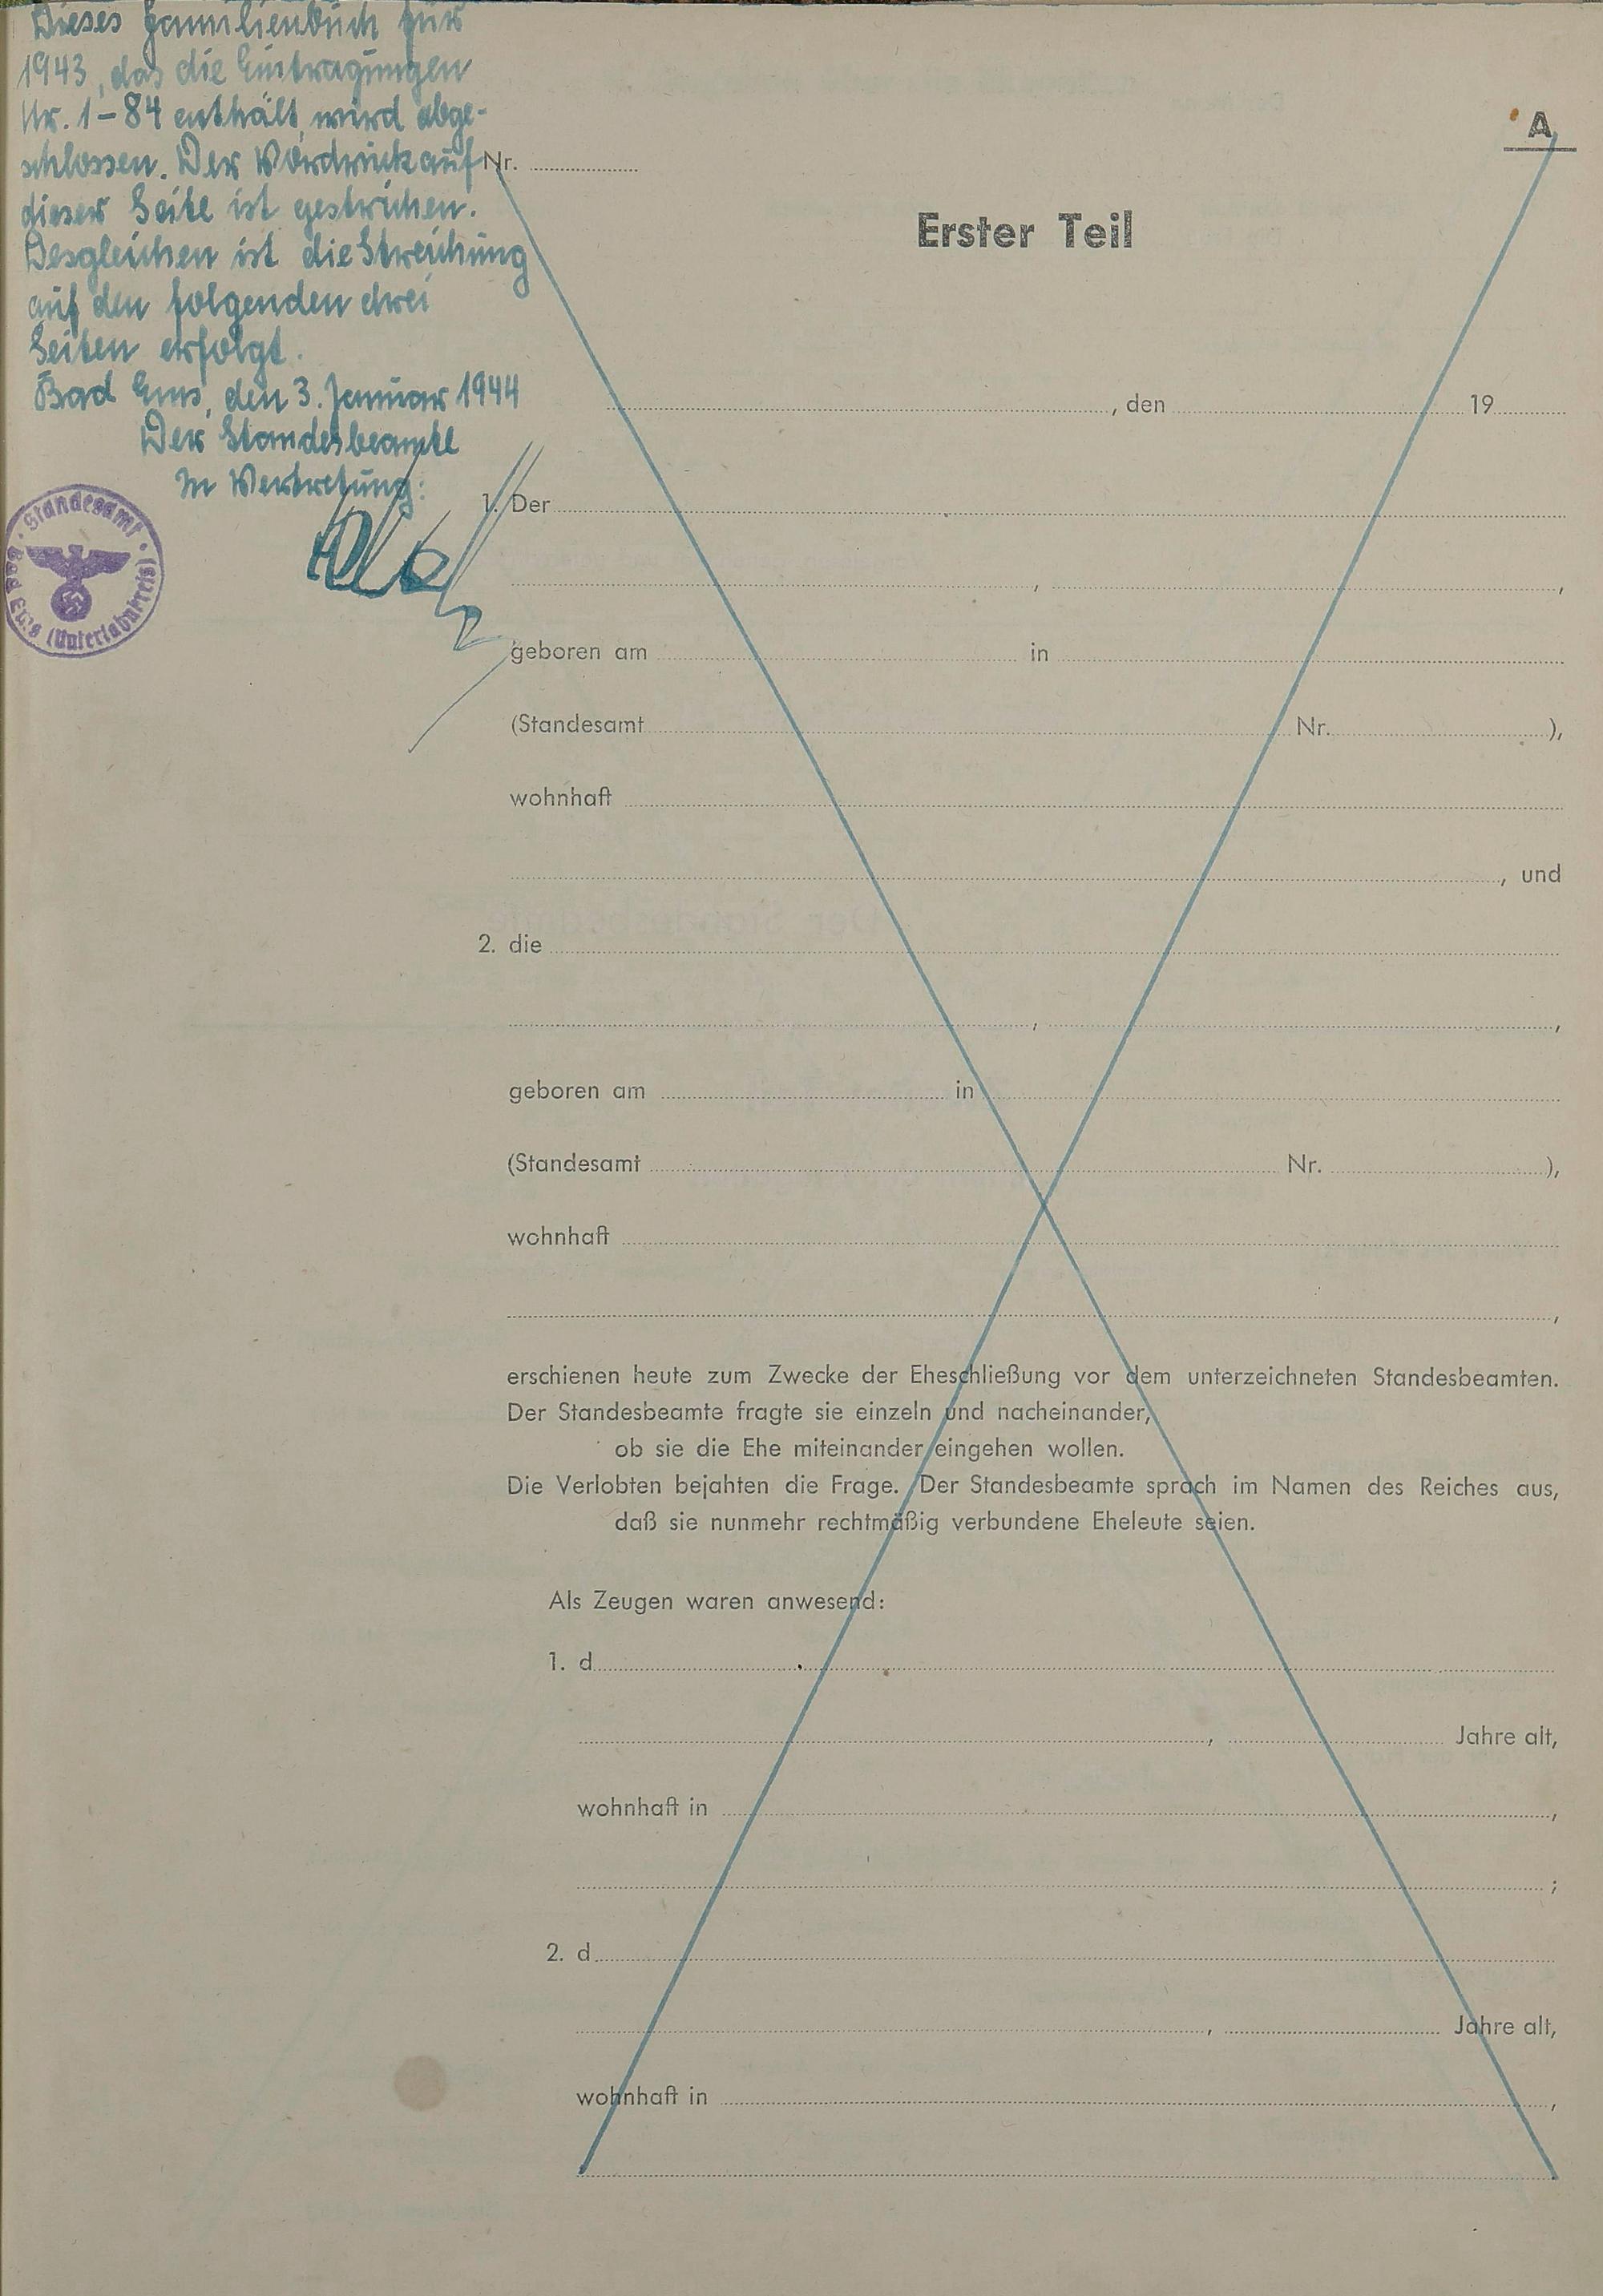 Dieses Familienbuch für
1943, das die Eintragungen
Nr. 1-84 enthält, wird abge-
schlossen. Der Vordruck auf
dieser Seite ist gestrichen.
Desgleichen ist die Streichung
auf den folgenden drei
Seiten erfolgt.
Bad Ems, den 3. Januar 1944
Der Standesbeamte
In Vertretung:
Standesamt
Bad Ems (Unterlahnkreis)
A
Nr.
Erster Teil
, den 19
1. Der
, ,
geboren am in
(Standesamt Nr. ),
wohnhaft
, und
2. die
, ,
geboren am in
(Standesamt Nr. ),
wohnhaft
,
erschienen heute zum Zwecke der Eheschließung vor dem unterzeichneten Standesbeamten.
Der Standesbeamte fragte sie einzeln und nacheinander,
ob sie die Ehe miteinander eingehen wollen.
Die Verlobten bejahten die Frage. Der Standesbeamte sprach im Namen des Reiches aus,
daß sie nunmehr rechtmäßig verbundene Eheleute seien.
Als Zeugen waren anwesend:
1. d
, Jahre alt,
wohnhaft in ,
;
2. d
, Jahre alt,
wohnhaft in ,